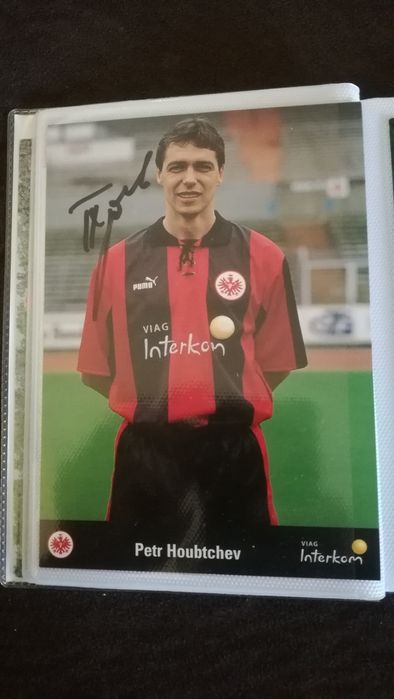 PUMA
VIAG
Interkom
Petr Houbtchev
VIAG
Interkom